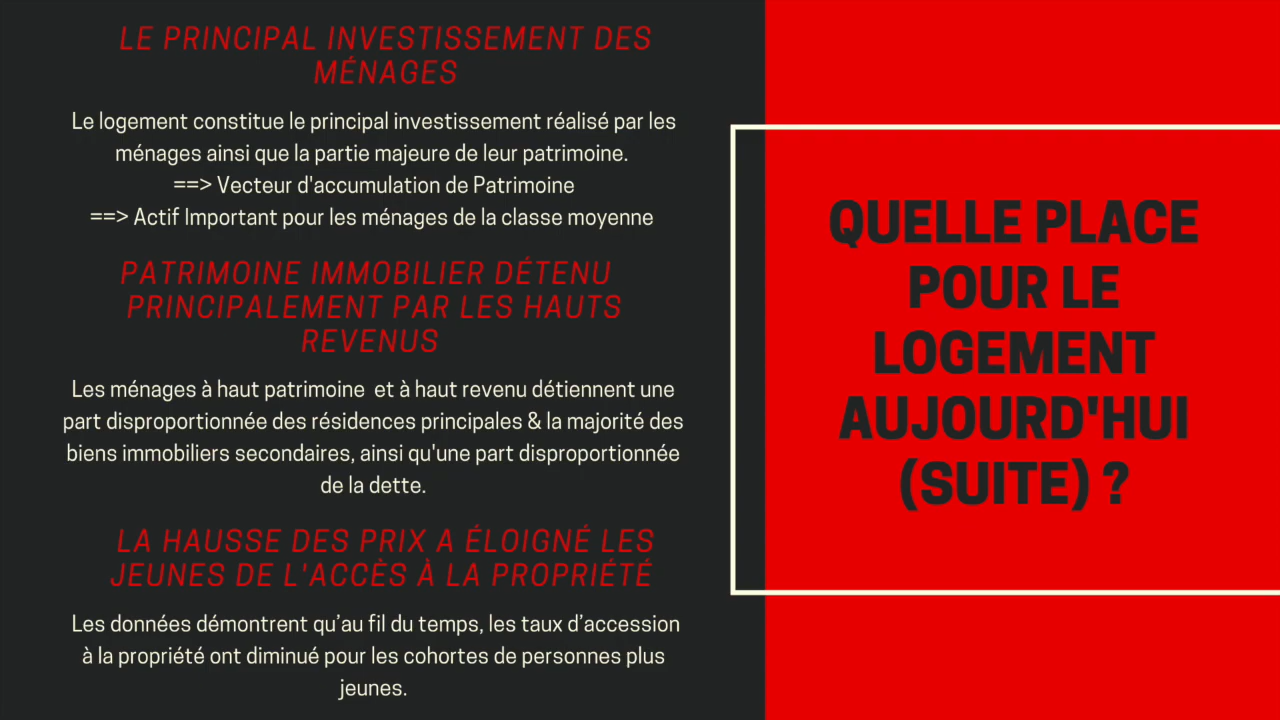 LE PRINCIPAL INVESTISSEMENT DES
MÉNAGES
Le logement constitue le principal investissement réalisé par les
ménages ainsi que la partie majeure de leur patrimoine.
==> Vecteur d'accumulation de Patrimoine
==> Actif Important pour les ménages de la classe moyenne
PATRIMOINE IMMOBILIER DÉTENU
PRINCIPALEMENT PAR LES HAUTS
REVENUS
Les ménages à haut patrimoine et à haut revenu détiennent une
part disproportionnée des résidences principales & la majorité des
biens immobiliers secondaires, ainsi qu'une part disproportionnée
de la dette.
LA HAUSSE DES PRIX A ÉLOIGNÉ LES
JEUNES DE L'ACCÈS À LA PROPRIÉTÉ
Les données démontrent qu’au fil du temps, les taux d’accession
à la propriété ont diminué pour les cohortes de personnes plus
jeunes.
QUELLE PLACE
POUR LE
LOGEMENT
AUJOURD'HUI
(SUITE) ?